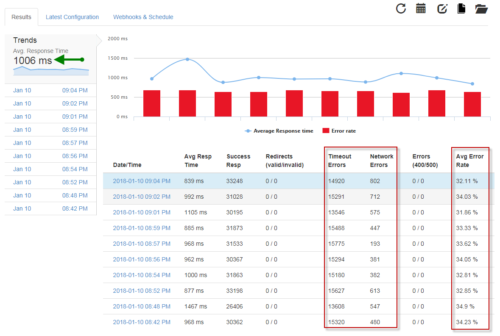 Results Latest Configuration Webhooks & Schedule
Trends
Avg. Response Time
1006 ms
Jan 10 09:04 PM
Jan 10 09:02 PM
Jan 10 09:01 PM
Jan 10 08:59 PM
Jan 10 08:57 PM
Jan 10 08:56 PM
Jan 10 08:54 PM
Jan 10 08:52 PM
Jan 10 08:48 PM
Jan 10 08:42 PM
2000 ms
1500 ms
1000 ms
500 ms
0 ms
Average Response time Error rate
Date/Time Avg Resp Time Success Resp Redirects (valid/invalid) Timeout Errors Network Errors Errors (400/500) Avg Error Rate
2018-01-10 09:04 PM 839 ms 33248 0 / 0 14920 802 0 / 0 32.11 %
2018-01-10 09:02 PM 992 ms 31028 0 / 0 15291 712 0 / 0 34.03 %
2018-01-10 09:01 PM 1105 ms 30195 0 / 0 13546 575 0 / 0 31.86 %
2018-01-10 08:59 PM 885 ms 31873 0 / 0 15488 447 0 / 0 33.33 %
2018-01-10 08:57 PM 968 ms 31533 0 / 0 15775 193 0 / 0 33.62 %
2018-01-10 08:56 PM 962 ms 30367 0 / 0 15294 381 0 / 0 34.05 %
2018-01-10 08:54 PM 1000 ms 31863 0 / 0 15160 382 0 / 0 32.81 %
2018-01-10 08:52 PM 877 ms 33198 0 / 0 15627 613 0 / 0 32.85 %
2018-01-10 08:48 PM 1467 ms 26406 0 / 0 13608 547 0 / 0 34.9 %
2018-01-10 08:42 PM 968 ms 30362 0 / 0 15320 480 0 / 0 34.23 %